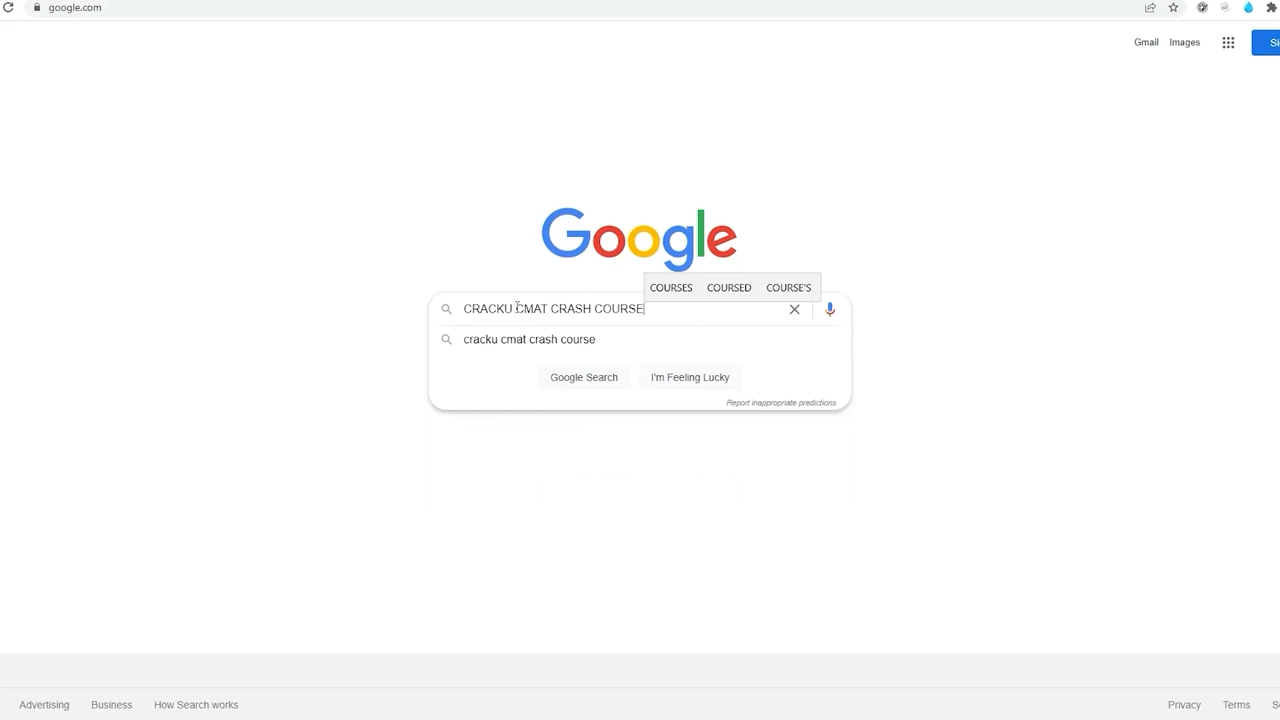 google.com
Gmail Images
Google
COURSES COURSED COURSE'S
CRACKU CMAT CRASH COURSE
cracku cmat crash course
Google Search I'm Feeling Lucky
Report inappropriate predictions
Advertising Business How Search works Privacy Terms